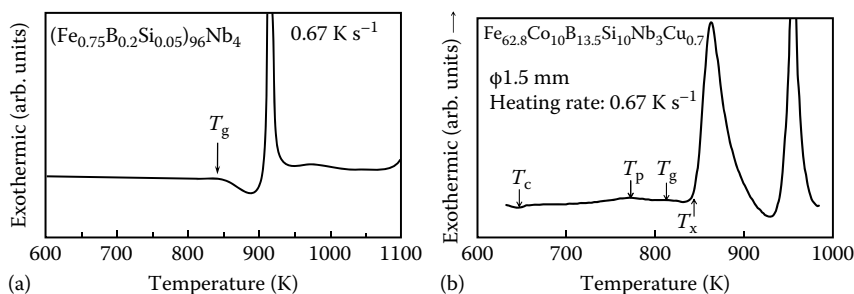 Exothermic (arb. units)
(Fe0.75B0.2Si0.05)96Nb4
0.67 K s−1
Tg
600 700 800 900 1000 1100
(a)
Temperature (K)
Exothermic (arb. units) →
Fe62.8Co10B13.5Si10Nb3Cu0.7
ϕ1.5 mm
Heating rate: 0.67 K s−1
Tc
Tp
Tg
Tx
600 700 800 900 1000
(b)
Temperature (K)